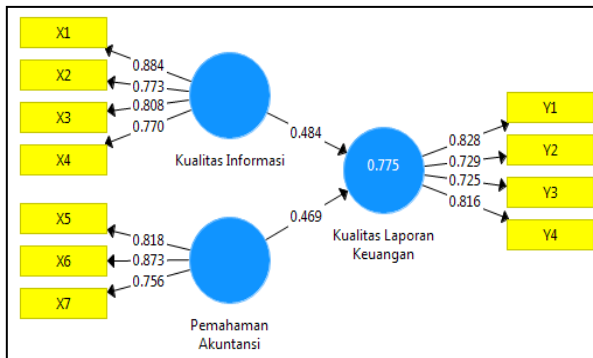 X1
X2
X3
X4
0.884
0.773
0.808
0.770
Kualitas Informasi
0.484
X5
X6
X7
0.818
0.873
0.756
Pemahaman
Akuntansi
0.469
0.775
Kualitas Laporan
Keuangan
0.828
0.729
0.725
0.816
Y1
Y2
Y3
Y4